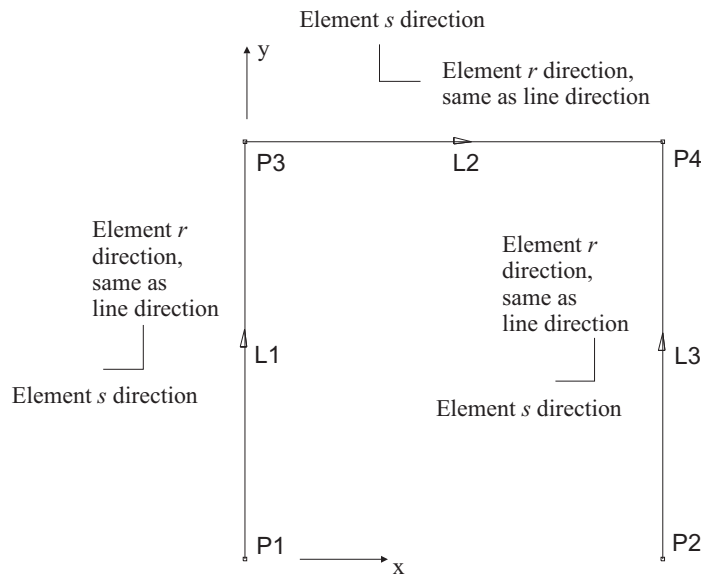 Element s direction
y
Element r direction,
same as line direction
P3
L2
P4
Element r
direction,
same as
line direction
L1
Element s direction
Element r
direction,
same as
line direction
L3
Element s direction
P1
x
P2